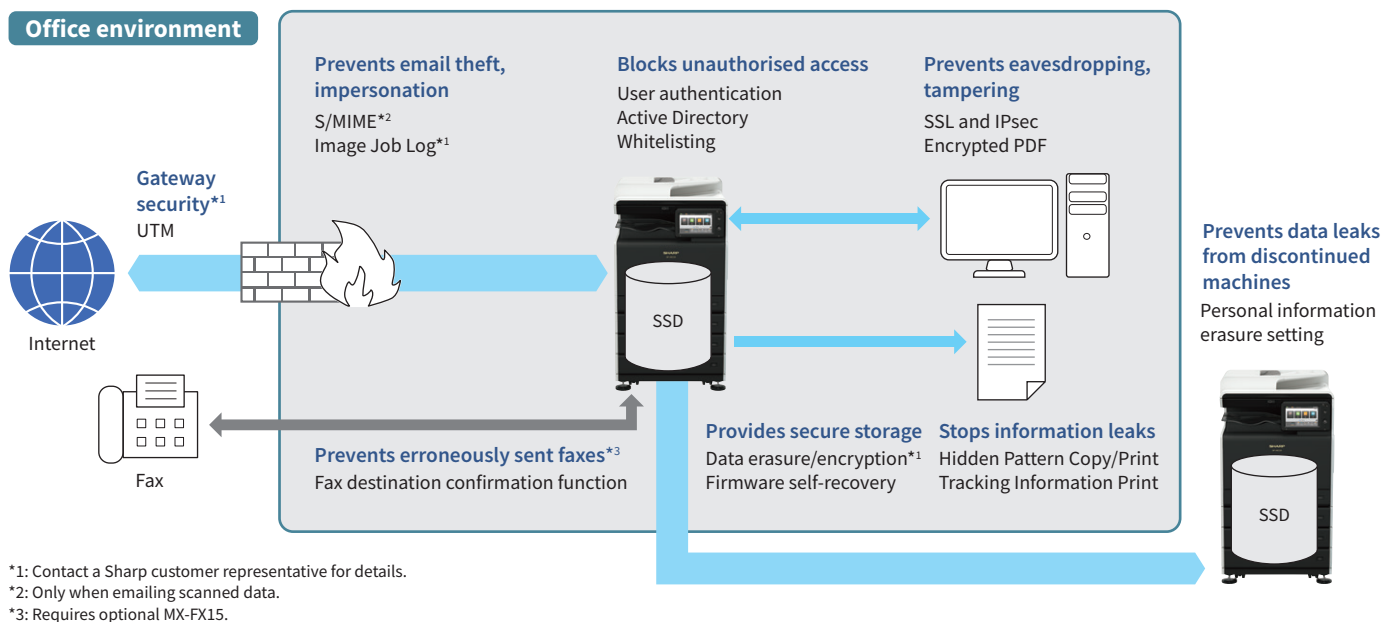 Office environment
Prevents email theft,
impersonation
S/MIME*2
Image Job Log*1
Blocks unauthorised access
User authentication
Active Directory
Whitelisting
Prevents eavesdropping,
tampering
SSL and IPsec
Encrypted PDF
Gateway
security*1
UTM
Internet
SSD
Prevents data leaks
from discontinued
machines
Personal information
erasure setting
Fax
Prevents erroneously sent faxes*3
Fax destination confirmation function
Provides secure storage
Data erasure/encryption*1
Firmware self-recovery
Stops information leaks
Hidden Pattern Copy/Print
Tracking Information Print
SSD
*1: Contact a Sharp customer representative for details.
*2: Only when emailing scanned data.
*3: Requires optional MX-FX15.